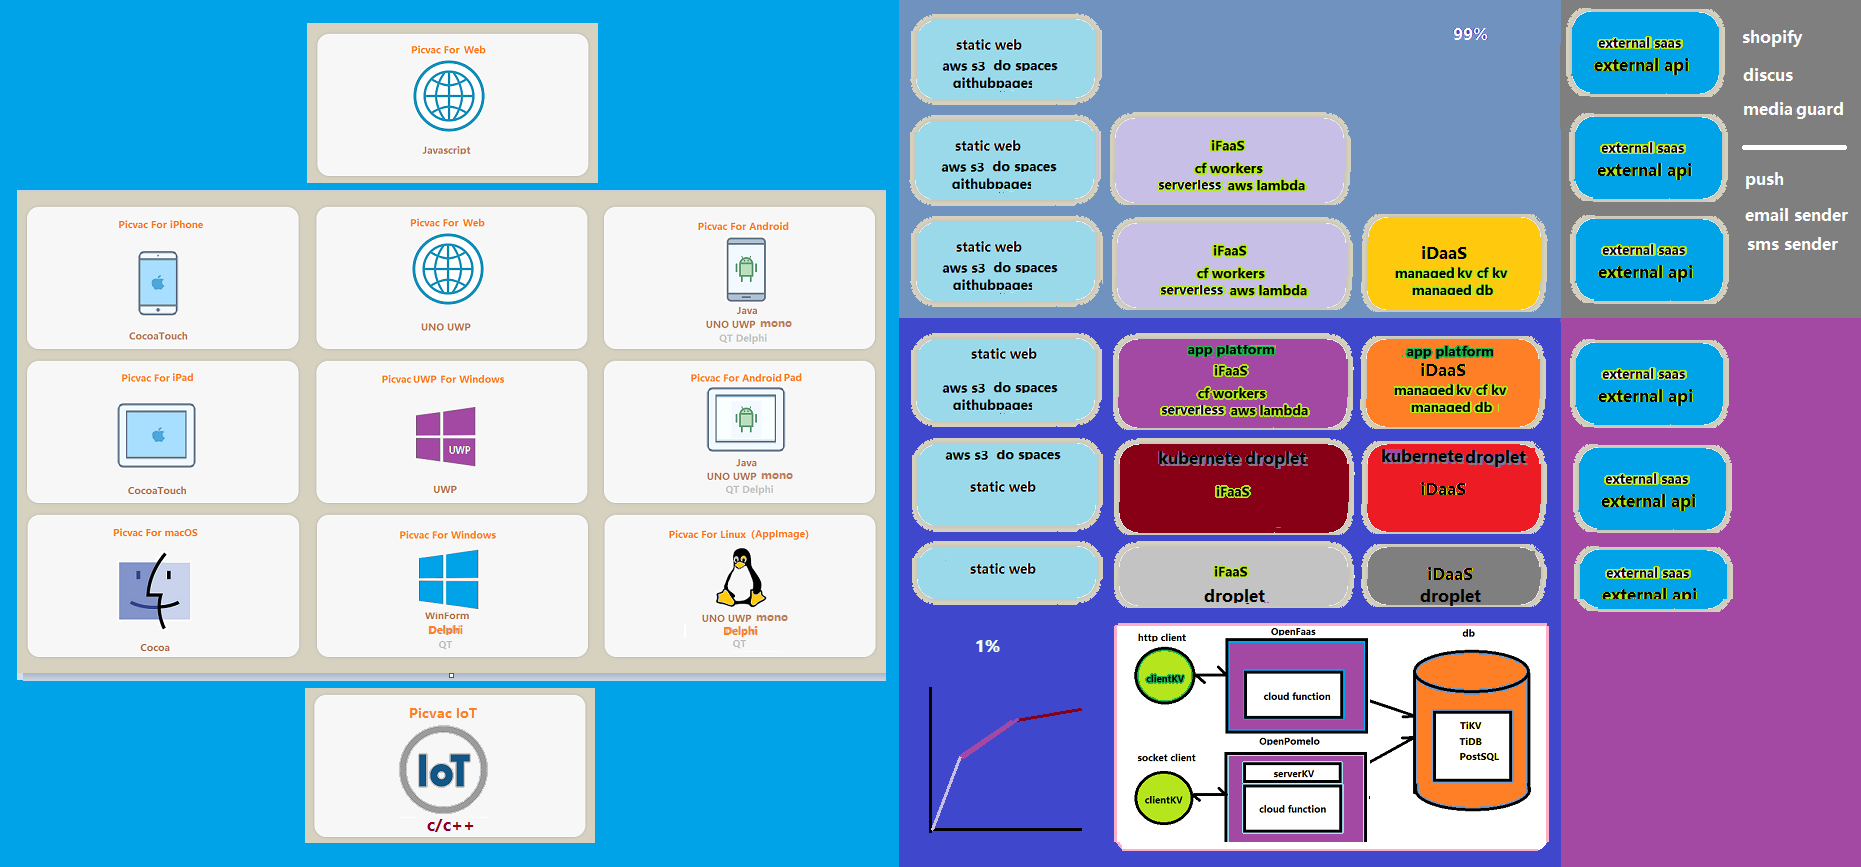 Picvac For Web
Javascript
Picvac For iPhone
CocoaTouch
Picvac For Web
UNO UWP
Picvac For Android
Java
UNO UWP mono
QT Delphi
Picvac For iPad
CocoaTouch
Picvac UWP For Windows
UWP
UWP
Picvac For Android Pad
Java
UNO UWP mono
QT Delphi
Picvac For macOS
Cocoa
Picvac For Windows
WinForm
Delphi
QT
Picvac For Linux (AppImage)
UNO UWP mono
Delphi
QT
Picvac IoT
IoT
c/c++
static web
aws s3 do spaces
githubpages
99%
static web
aws s3 do spaces
githubpages
iFaaS
cf workers
serverless aws lambda
static web
aws s3 do spaces
githubpages
iFaaS
cf workers
serverless aws lambda
iDaaS
managed kv cf kv
managed db
external saas
external api
external saas
external api
external saas
external api
shopify
discus
media guard
push
email sender
sms sender
static web
aws s3 do spaces
githubpages
app platform
iFaaS
cf workers
serverless aws lambda
app platform
iDaaS
managed kv cf kv
managed db
external saas
external api
aws s3 do spaces
static web
kubernete droplet
iFaaS
kubernete droplet
iDaaS
external saas
external api
static web
iFaaS
droplet
iDaaS
droplet
external saas
external api
1%
http client
clientKV
OpenFaas
cloud function
db
TiKV
TiDB
PostSQL
socket client
clientKV
OpenPomelo
serverKV
cloud function